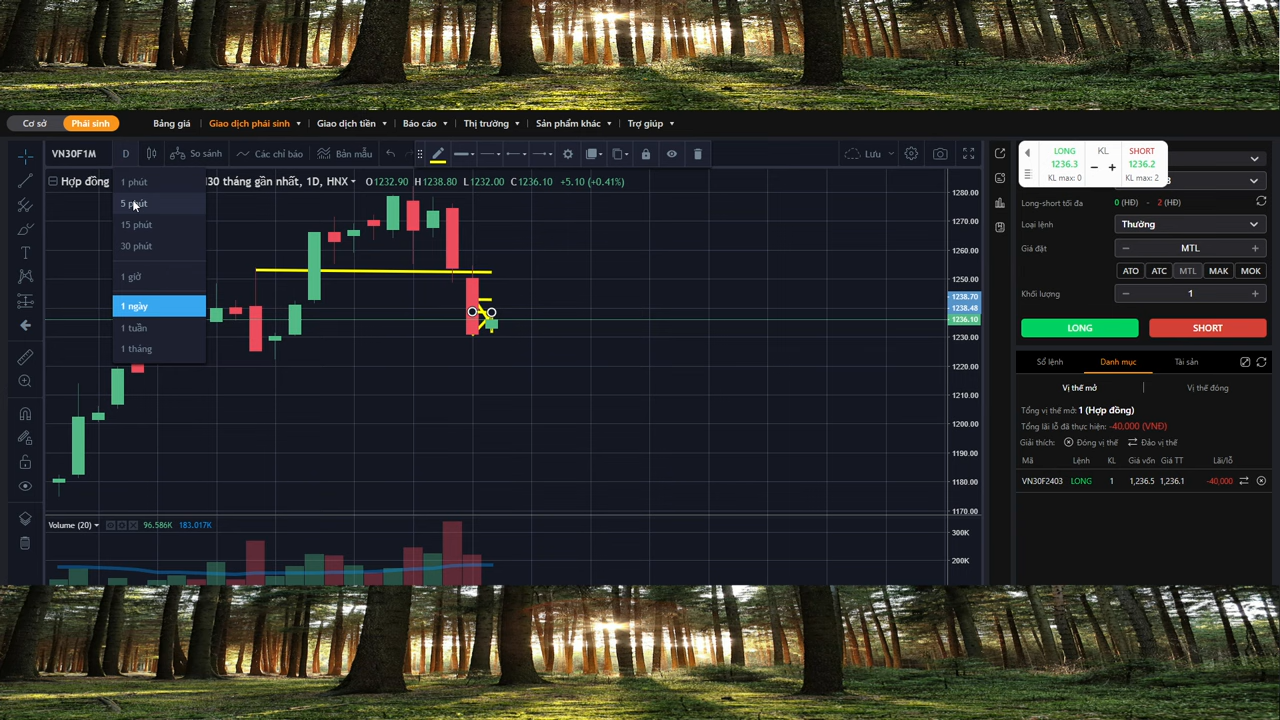 Cơ sở Phái sinh Bảng giá Giao dịch phái sinh Giao dịch tiền Báo cáo Thị trường Sản phẩm khác Trợ giúp
VN30F1M D So sánh Các chỉ báo Bản mẫu Lưu
Hợp đồng I30 tháng gần nhất, 1D, HNX O1232.90 H1238.80 L1232.00 C1236.10 +5.10 (+0.41%)
1 phút
5 phút
15 phút
30 phút
1 giờ
1 ngày
1 tuần
1 tháng
1280.00
1270.00
1260.00
1250.00
1238.70
1238.48
1236.10
1230.00
1220.00
1210.00
1200.00
1190.00
1180.00
1170.00
Volume (20) 96.586K 183.017K
300K
200K
LONG KL SHORT
1236.3 − + 1236.2
KL max: 0 KL max: 2
Long-short tối đa 0 (HĐ) - 2 (HĐ)
Loại lệnh Thường
Giá đặt − MTL +
ATO ATC MTL MAK MOK
Khối lượng − 1 +
LONG SHORT
Sổ lệnh Danh mục Tài sản
Vị thế mở Vị thế đóng
Tổng vị thế mở: 1 (Hợp đồng)
Tổng lãi lỗ đã thực hiện: -40,000 (VNĐ)
Giải thích: Đóng vị thế Đảo vị thế
Mã Lệnh KL Giá vốn Giá TT Lãi/lỗ
VN30F2403 LONG 1 1,236.5 1,236.1 -40,000